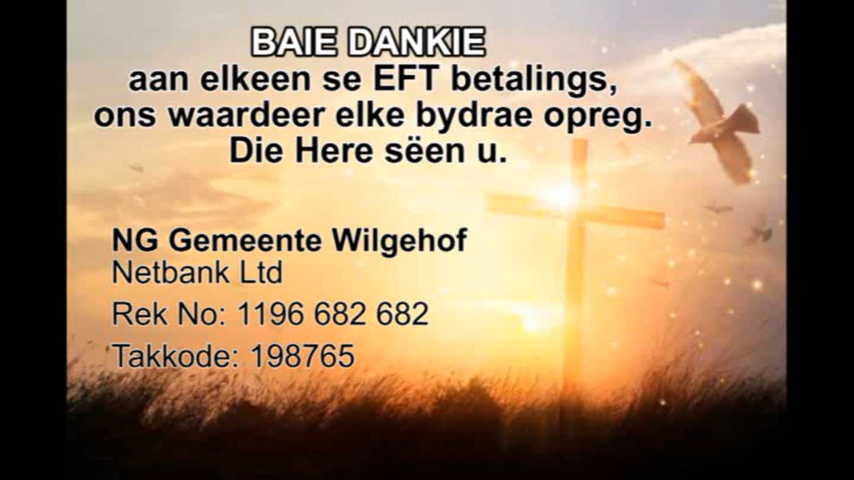 BAIE DANKIE
aan elkeen se EFT betalings,
ons waardeer elke bydrae opreg.
Die Here sëen u.
NG Gemeente Wilgehof
Netbank Ltd
Rek No: 1196 682 682
Takkode: 198765